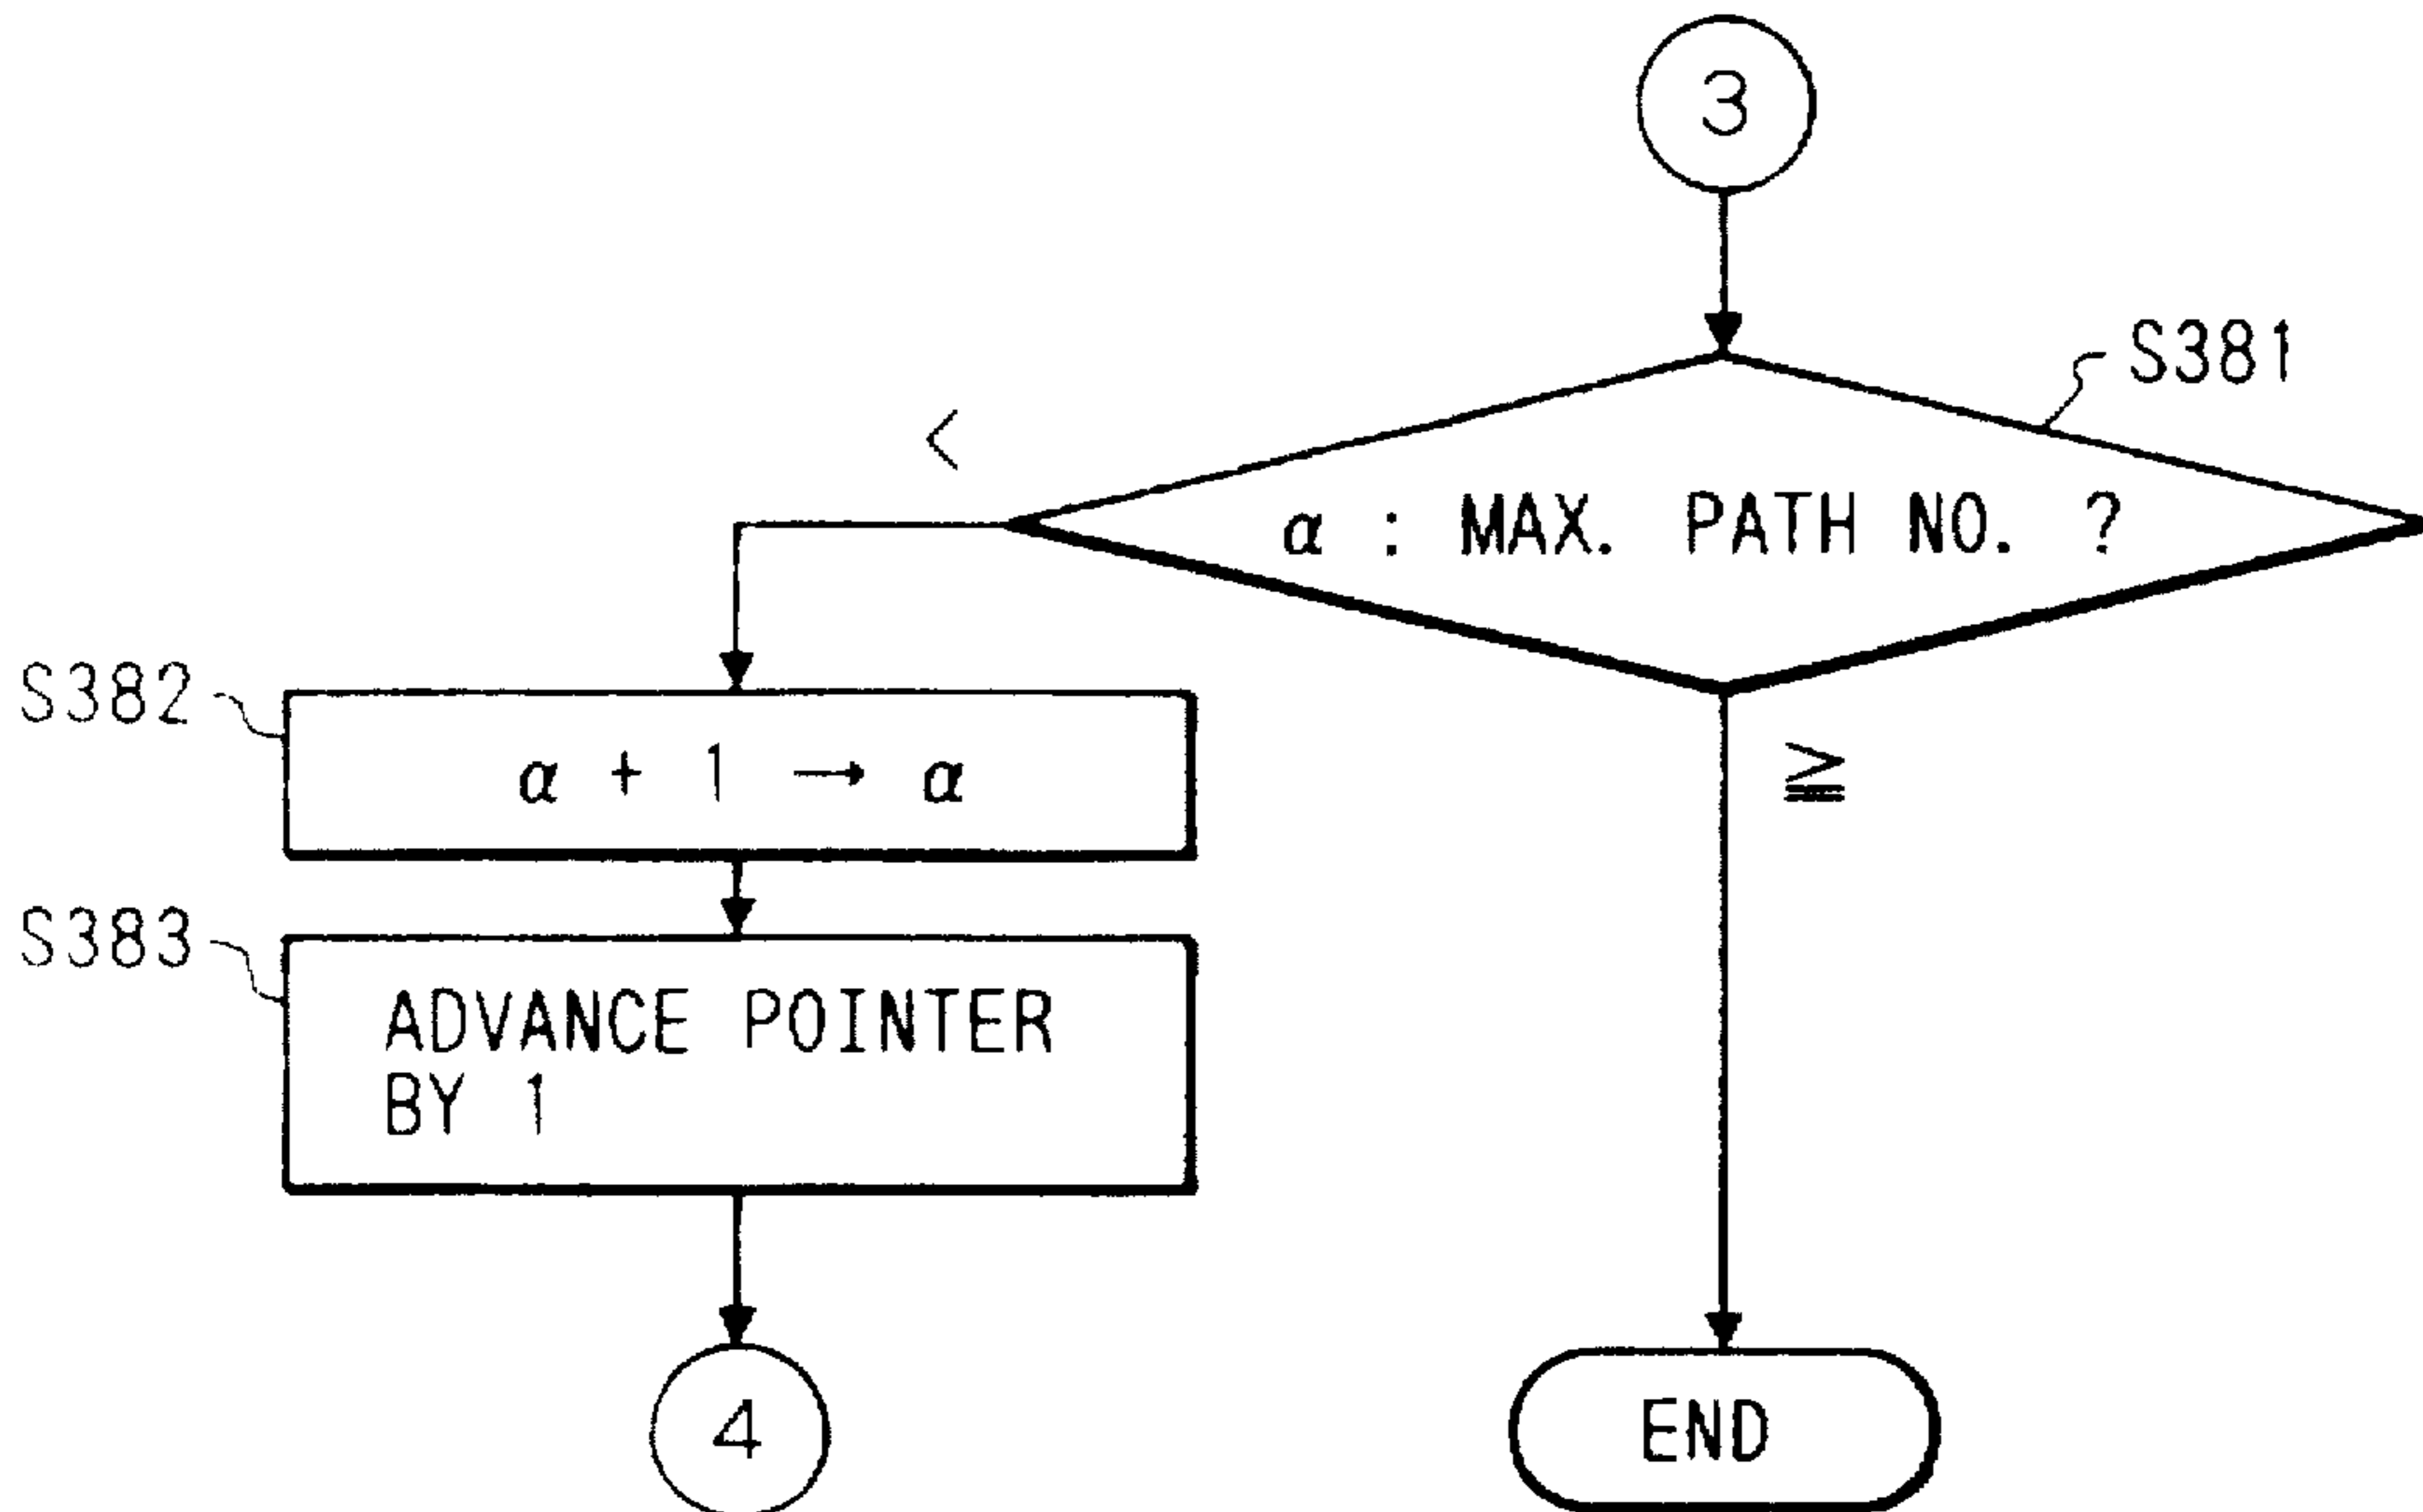 3
S381
<
α : MAX. PATH NO. ?
S382
α + 1 → α
≧
S383
ADVANCE POINTER
BY 1
4
END